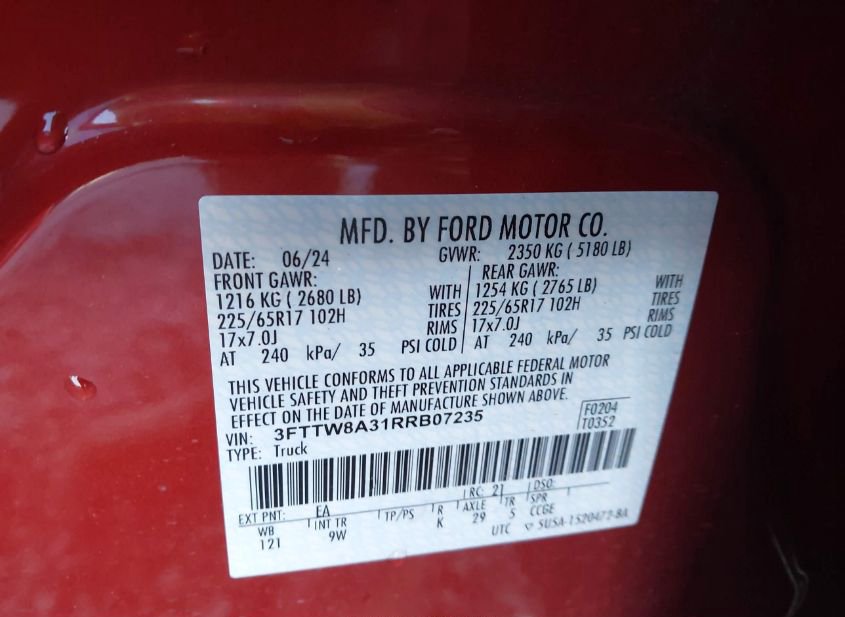 MFD. BY FORD MOTOR CO.
DATE: 06/24 GVWR: 2350 KG ( 5180 LB)
FRONT GAWR: REAR GAWR:
1216 KG ( 2680 LB) WITH 1254 KG ( 2765 LB) WITH
225/65R17 102H TIRES 225/65R17 102H TIRES
17x7.0J RIMS 17x7.0J RIMS
AT 240 kPa/ 35 PSI COLD AT 240 kPa/ 35 PSI COLD
THIS VEHICLE CONFORMS TO ALL APPLICABLE FEDERAL MOTOR
VEHICLE SAFETY AND THEFT PREVENTION STANDARDS IN
EFFECT ON THE DATE OF MANUFACTURE SHOWN ABOVE.
VIN: 3FTTW8A31RRB07235 F0204
TYPE: Truck T0352
EXT PNT: EA RC: 21 DSO:
WB INT TR TP/PS R AXLE TR SPR
121 9W K 29 5 CCGE
UTC 5USA-1520472-BA